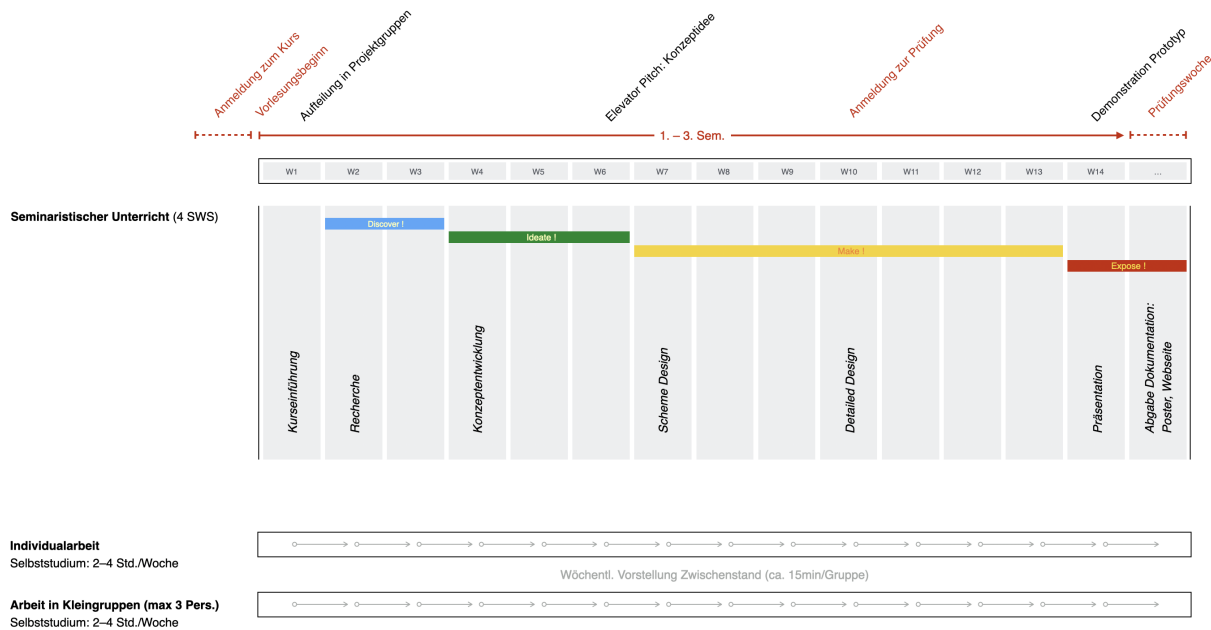 Anmeldung zum Kurs
Vorlesungsbeginn
Aufteilung in Projektgruppen
Elevator Pitch: Konzeptidee
Anmeldung zur Prüfung
Demonstration Prototyp
Prüfungswoche
1. – 3. Sem.
W1 W2 W3 W4 W5 W6 W7 W8 W9 W10 W11 W12 W13 W14 ...
Seminaristischer Unterricht (4 SWS)
Discover !
Ideate !
Make !
Expose !
Kurseinführung
Recherche
Konzeptentwicklung
Scheme Design
Detailed Design
Präsentation
Abgabe Dokumentation:
Poster, Webseite
Individualarbeit
Selbststudium: 2–4 Std./Woche
Wöchentl. Vorstellung Zwischenstand (ca. 15min/Gruppe)
Arbeit in Kleingruppen (max 3 Pers.)
Selbststudium: 2–4 Std./Woche